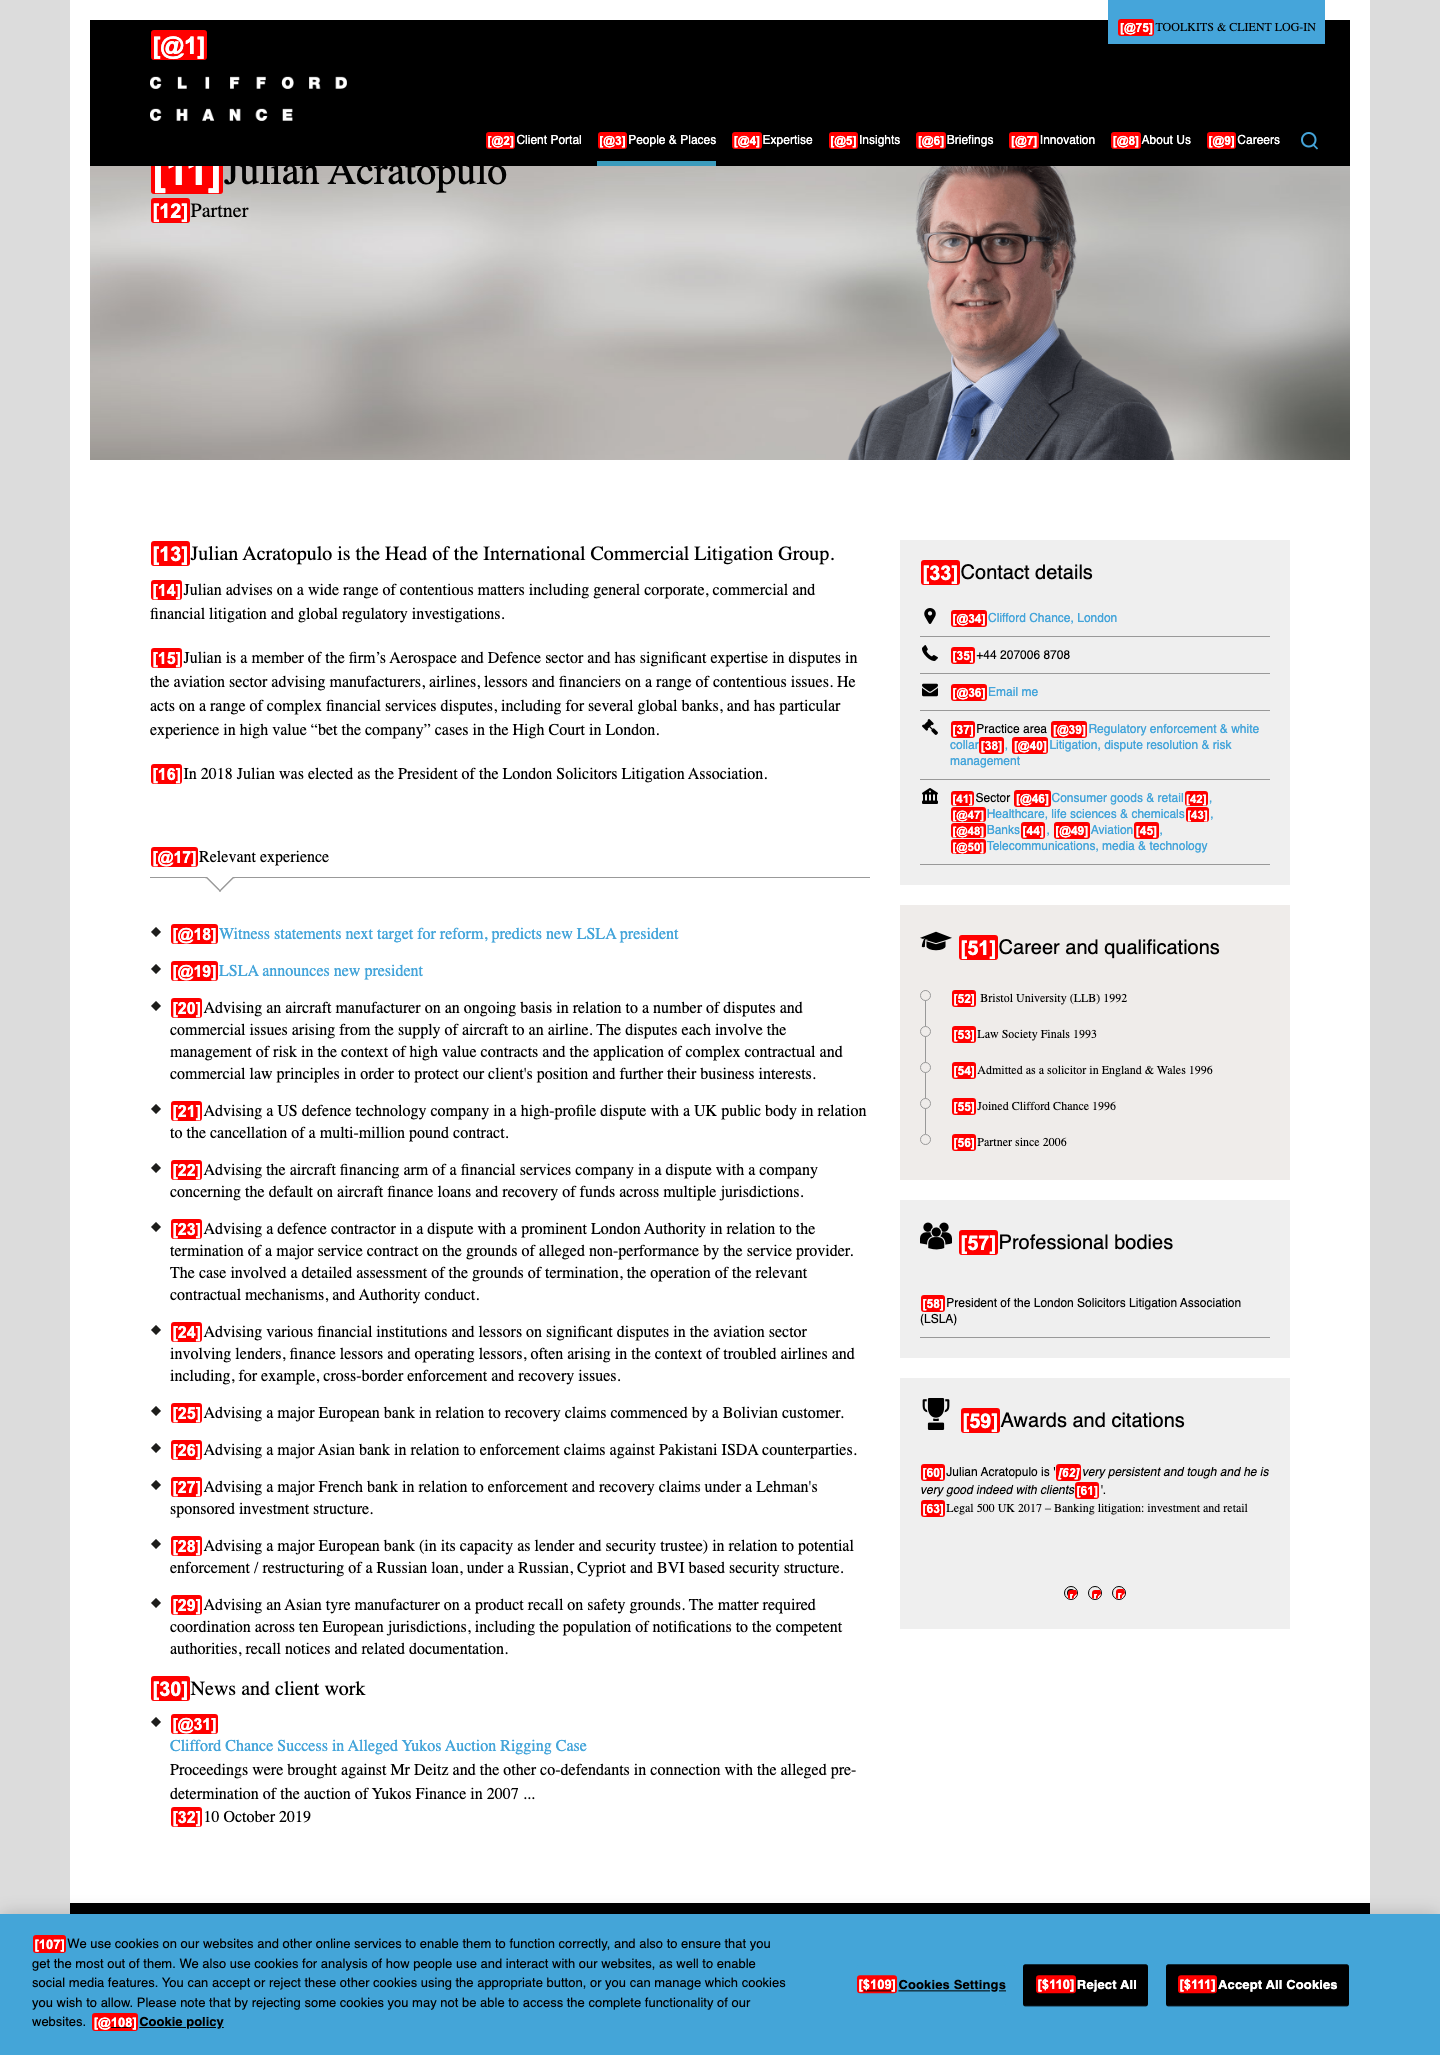 [@75]TOOLKITS & CLIENT LOG-IN
[@1]
CLIFFORD
CHANCE
[@2]Client Portal [@3]People & Places [@4]Expertise [@5]Insights [@6]Briefings [@7]Innovation [@8]About Us [@9]Careers
[11]Julian Acratopulo
[12]Partner
[13]Julian Acratopulo is the Head of the International Commercial Litigation Group.
[14]Julian advises on a wide range of contentious matters including general corporate, commercial and
financial litigation and global regulatory investigations.
[15]Julian is a member of the firm's Aerospace and Defence sector and has significant expertise in disputes in
the aviation sector advising manufacturers, airlines, lessors and financiers on a range of contentious issues. He
acts on a range of complex financial services disputes, including for several global banks, and has particular
experience in high value “bet the company” cases in the High Court in London.
[16]In 2018 Julian was elected as the President of the London Solicitors Litigation Association.
[@17]Relevant experience
[@18]Witness statements next target for reform, predicts new LSLA president
[@19]LSLA announces new president
[20]Advising an aircraft manufacturer on an ongoing basis in relation to a number of disputes and
commercial issues arising from the supply of aircraft to an airline. The disputes each involve the
management of risk in the context of high value contracts and the application of complex contractual and
commercial law principles in order to protect our client's position and further their business interests.
[21]Advising a US defence technology company in a high-profile dispute with a UK public body in relation
to the cancellation of a multi-million pound contract.
[22]Advising the aircraft financing arm of a financial services company in a dispute with a company
concerning the default on aircraft finance loans and recovery of funds across multiple jurisdictions.
[23]Advising a defence contractor in a dispute with a prominent London Authority in relation to the
termination of a major service contract on the grounds of alleged non-performance by the service provider.
The case involved a detailed assessment of the grounds of termination, the operation of the relevant
contractual mechanisms, and Authority conduct.
[24]Advising various financial institutions and lessors on significant disputes in the aviation sector
involving lenders, finance lessors and operating lessors, often arising in the context of troubled airlines and
including, for example, cross-border enforcement and recovery issues.
[25]Advising a major European bank in relation to recovery claims commenced by a Bolivian customer.
[26]Advising a major Asian bank in relation to enforcement claims against Pakistani ISDA counterparties.
[27]Advising a major French bank in relation to enforcement and recovery claims under a Lehman's
sponsored investment structure.
[28]Advising a major European bank (in its capacity as lender and security trustee) in relation to potential
enforcement / restructuring of a Russian loan, under a Russian, Cypriot and BVI based security structure.
[29]Advising an Asian tyre manufacturer on a product recall on safety grounds. The matter required
coordination across ten European jurisdictions, including the population of notifications to the competent
authorities, recall notices and related documentation.
[30]News and client work
[@31]
Clifford Chance Success in Alleged Yukos Auction Rigging Case
Proceedings were brought against Mr Deitz and the other co-defendants in connection with the alleged pre-
determination of the auction of Yukos Finance in 2007 ...
[32]10 October 2019
[33]Contact details
[@34]Clifford Chance, London
[35]+44 207006 8708
[@36]Email me
[37]Practice area [@39]Regulatory enforcement & white
collar[38], [@40]Litigation, dispute resolution & risk
management
[41]Sector [@46]Consumer goods & retail[42],
[@47]Healthcare, life sciences & chemicals[43],
[@48]Banks[44], [@49]Aviation[45],
[@50]Telecommunications, media & technology
[51]Career and qualifications
[52] Bristol University (LLB) 1992
[53]Law Society Finals 1993
[54]Admitted as a solicitor in England & Wales 1996
[55]Joined Clifford Chance 1996
[56]Partner since 2006
[57]Professional bodies
[58]President of the London Solicitors Litigation Association
(LSLA)
[59]Awards and citations
[60]Julian Acratopulo is '[62]very persistent and tough and he is
very good indeed with clients[61]'.
[63]Legal 500 UK 2017 – Banking litigation: investment and retail
[107]We use cookies on our websites and other online services to enable them to function correctly, and also to ensure that you
get the most out of them. We also use cookies for analysis of how people use and interact with our websites, as well to enable
social media features. You can accept or reject these other cookies using the appropriate button, or you can manage which cookies
you wish to allow. Please note that by rejecting some cookies you may not be able to access the complete functionality of our
websites. [@108]Cookie policy
[$109]Cookies Settings [$110]Reject All [$111]Accept All Cookies